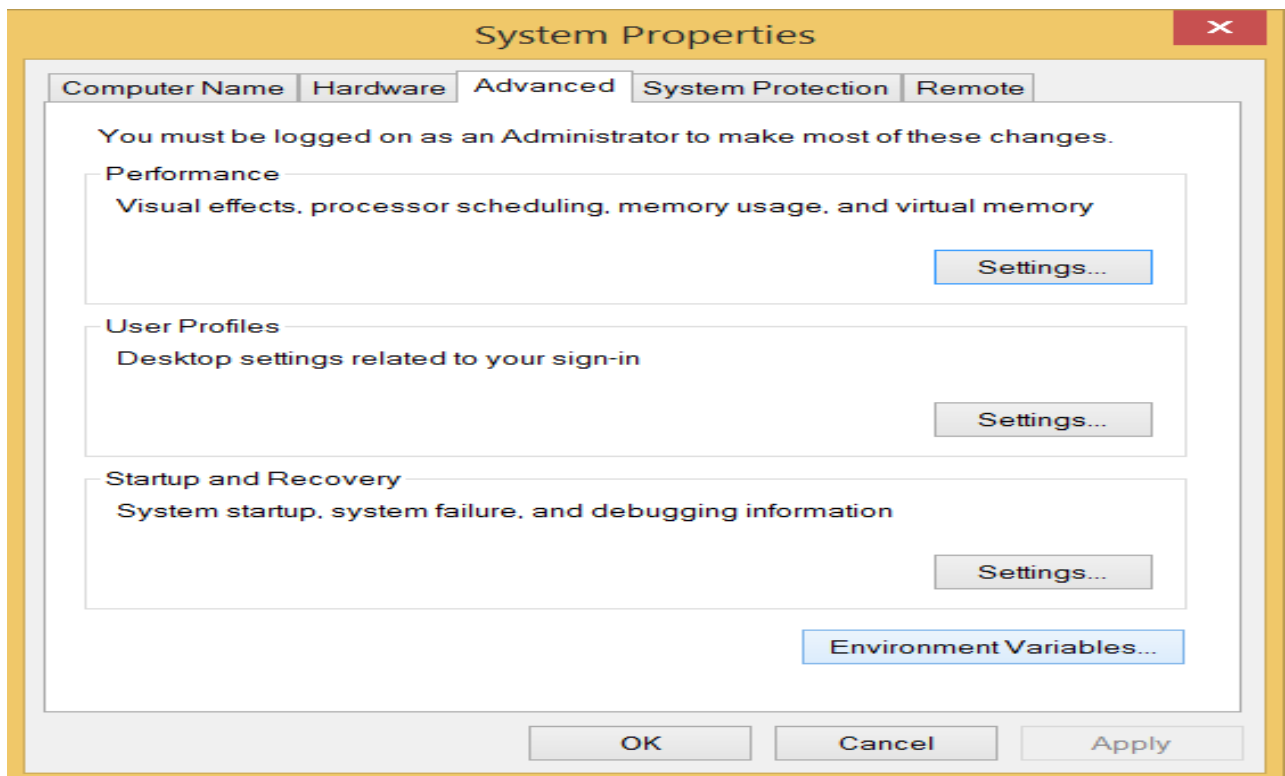 System Properties
Computer Name Hardware Advanced System Protection Remote
You must be logged on as an Administrator to make most of these changes.
Performance
Visual effects, processor scheduling, memory usage, and virtual memory
Settings...
User Profiles
Desktop settings related to your sign-in
Settings...
Startup and Recovery
System startup, system failure, and debugging information
Settings...
Environment Variables...
OK Cancel Apply